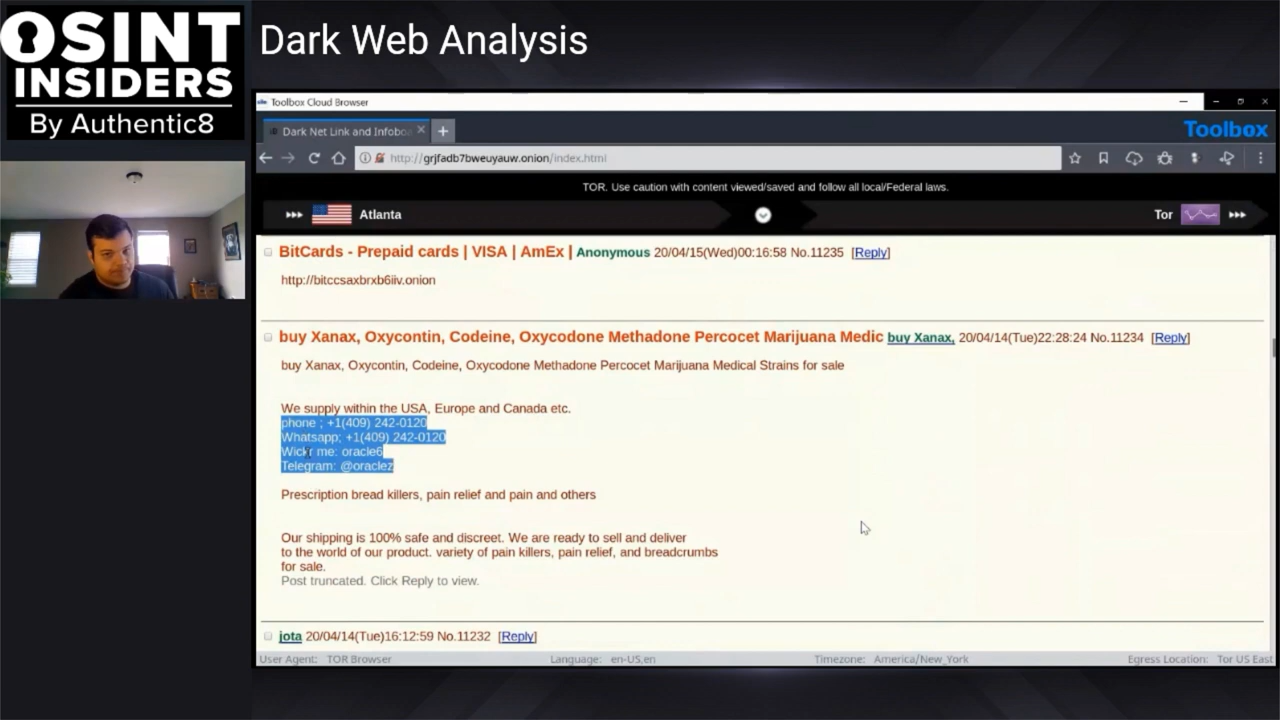 OSINT
INSIDERS
By Authentic8
Dark Web Analysis
Toolbox Cloud Browser
Dark Net Link and Infoboa
Toolbox
http://grjfadb7bweuyauw.onion/index.html
TOR. Use caution with content viewed/saved and follow all local/Federal laws.
Atlanta
Tor
BitCards - Prepaid cards | VISA | AmEx | Anonymous 20/04/15(Wed)00:16:58 No.11235 [Reply]
http://bitccsaxbrxb6iiv.onion
buy Xanax, Oxycontin, Codeine, Oxycodone Methadone Percocet Marijuana Medic buy Xanax, 20/04/14(Tue)22:28:24 No.11234 [Reply]
buy Xanax, Oxycontin, Codeine, Oxycodone Methadone Percocet Marijuana Medical Strains for sale
We supply within the USA, Europe and Canada etc.
phone ; +1(409) 242-0120
Whatsapp; +1(409) 242-0120
Wickr me: oracle6
Telegram: @oraclez
Prescription bread killers, pain relief and pain and others
Our shipping is 100% safe and discreet. We are ready to sell and deliver
to the world of our product. variety of pain killers, pain relief, and breadcrumbs
for sale.
Post truncated. Click Reply to view.
jota 20/04/14(Tue)16:12:59 No.11232 [Reply]
User Agent: TOR Browser
Language: en-US,en
Timezone: America/New_York
Egress Location: Tor US East